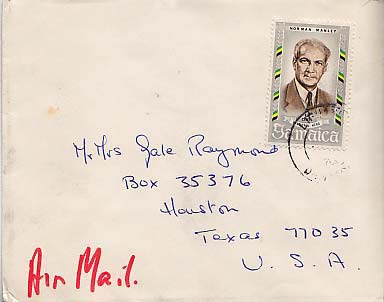 NORMAN MANLEY
Jamaica
Mr. Mrs Gale Raymond
Box 35376
Houston
Texas 77035
U. S. A.
Air Mail.